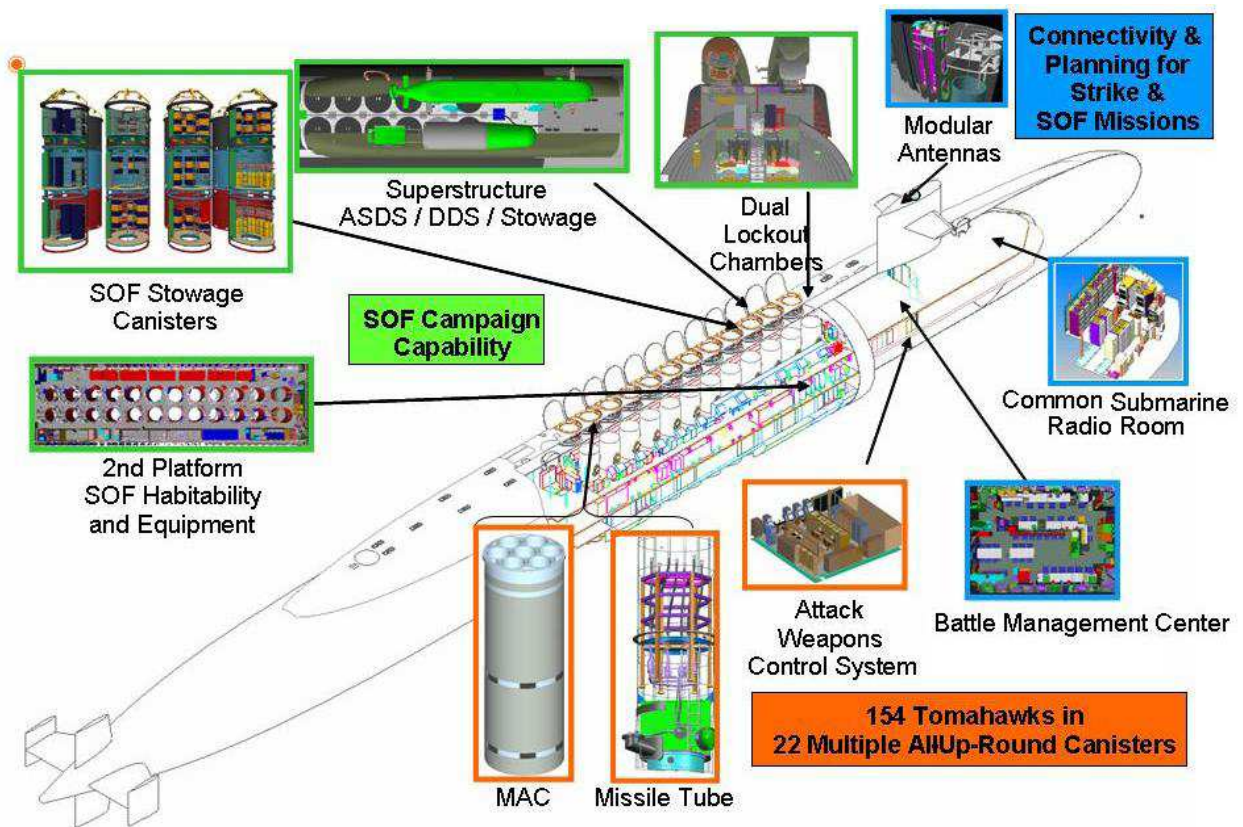 Connectivity &
Planning for
Strike &
SOF Missions
Modular
Antennas
Superstructure
ASDS / DDS / Stowage
Dual
Lockout
Chambers
SOF Stowage
Canisters
SOF Campaign
Capability
Common Submarine
Radio Room
2nd Platform
SOF Habitability
and Equipment
Attack
Weapons
Control System
Battle Management Center
154 Tomahawks in
22 Multiple All-Up-Round Canisters
MAC
Missile Tube